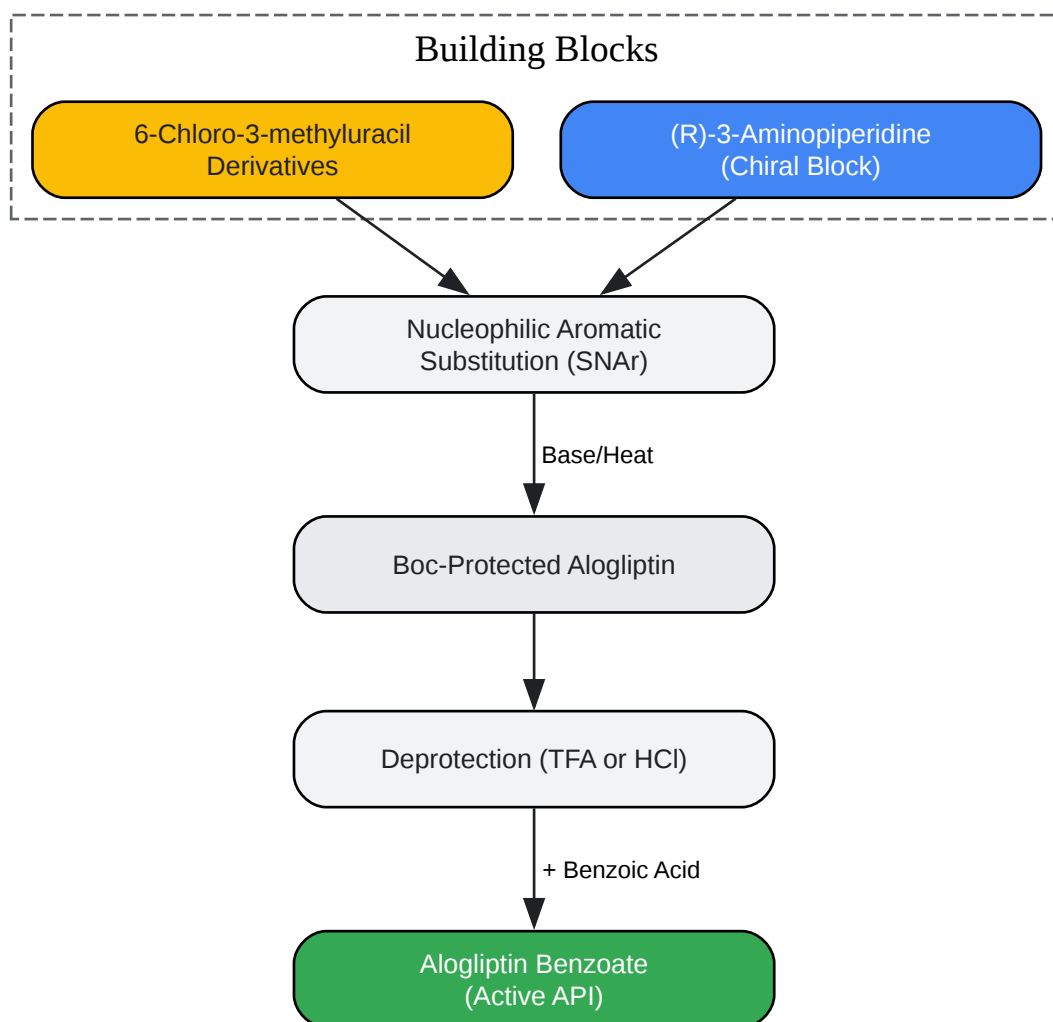 Building Blocks
6-Chloro-3-methyluracil
Derivatives
(R)-3-Aminopiperidine
(Chiral Block)
Nucleophilic Aromatic
Substitution (SNAr)
Base/Heat
Boc-Protected Alogliptin
Deprotection (TFA or HCl)
+ Benzoic Acid
Alogliptin Benzoate
(Active API)